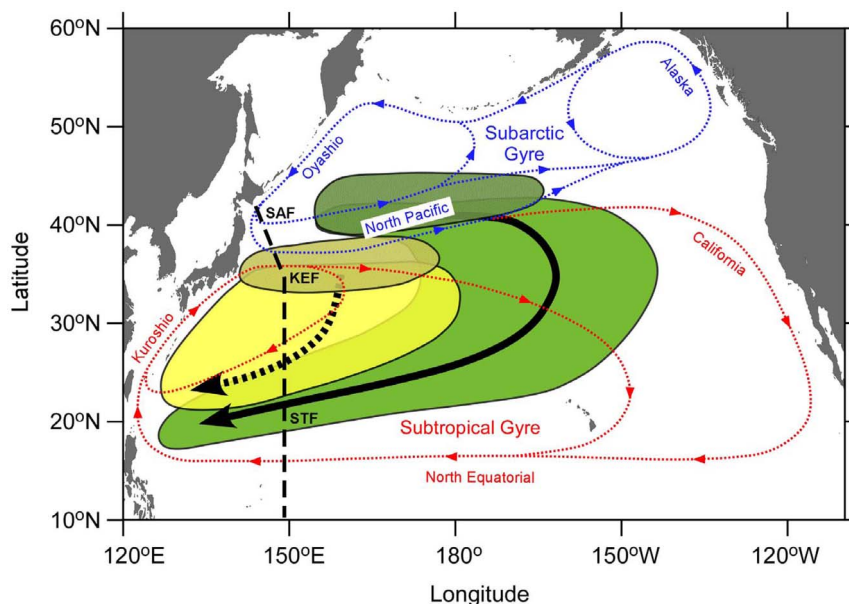 60°N
50°N
40°N
30°N
20°N
10°N
Latitude
120°E
150°E
180°
150°W
120°W
Longitude
Alaska
Subarctic
Gyre
Oyashio
SAF
North Pacific
KEF
California
Kuroshio
STF
Subtropical Gyre
North Equatorial